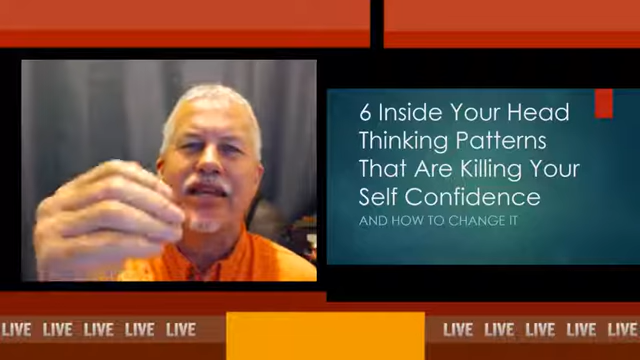 6 Inside Your Head
Thinking Patterns
That Are Killing Your
Self Confidence
AND HOW TO CHANGE IT
LIVE LIVE LIVE LIVE LIVE
LIVE LIVE LIVE LIVE LIVE